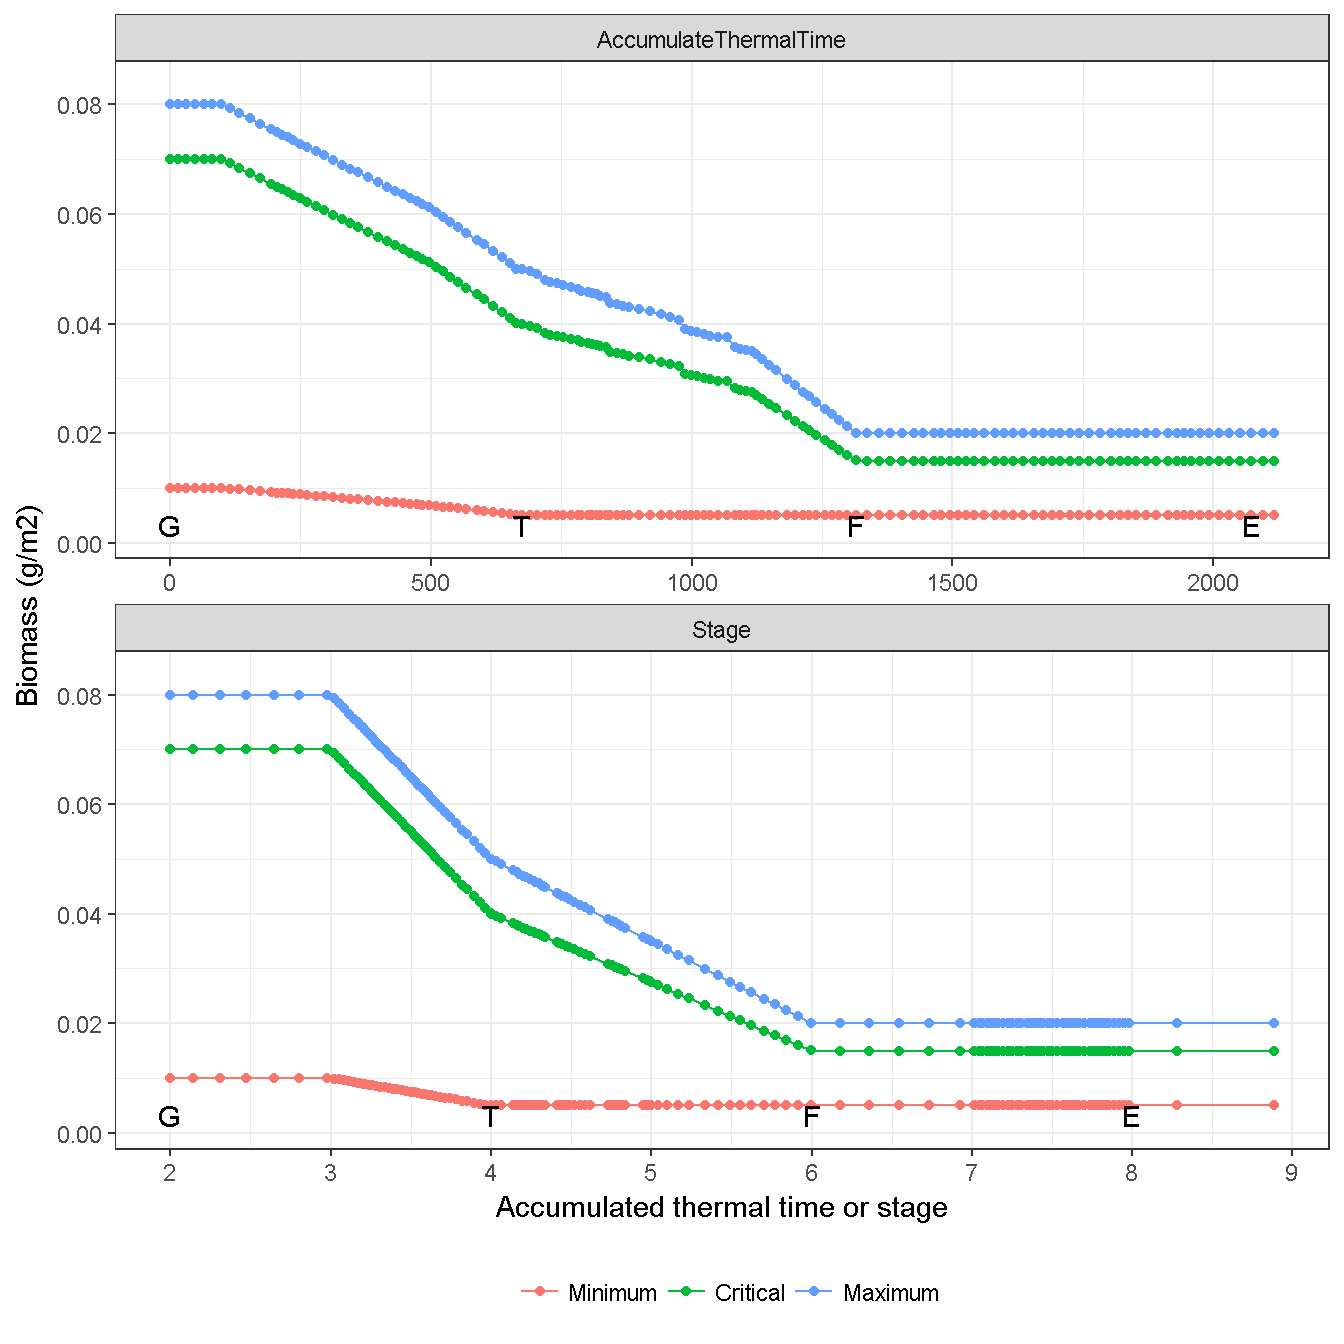 AccumulateThermalTime
0.08
0.06
0.04
0.02
0.00
G T F E
0 500 1000 1500 2000
Biomass (g/m2)
Stage
0.08
0.06
0.04
0.02
0.00
G T F E
2 3 4 5 6 7 8 9
Accumulated thermal time or stage
Minimum Critical Maximum